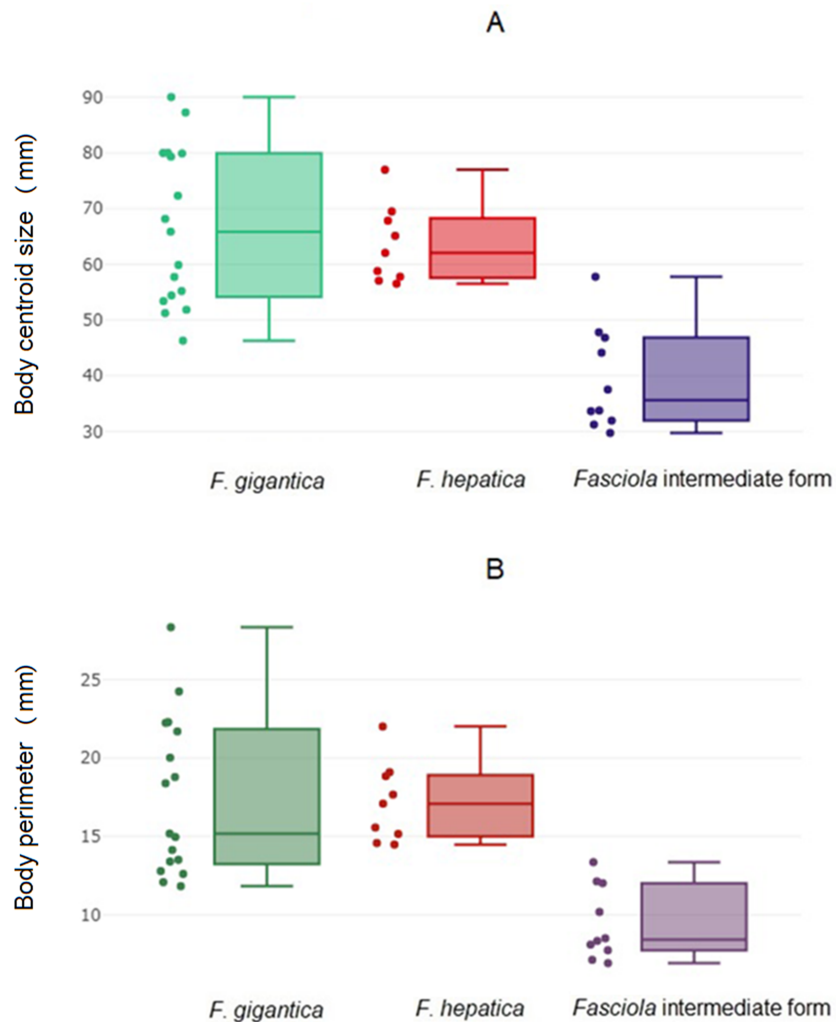 A
Body centroid size （mm）
90
80
70
60
50
40
30
F. gigantica
F. hepatica
Fasciola intermediate form
B
Body perimeter （mm）
25
20
15
10
F. gigantica
F. hepatica
Fasciola intermediate form